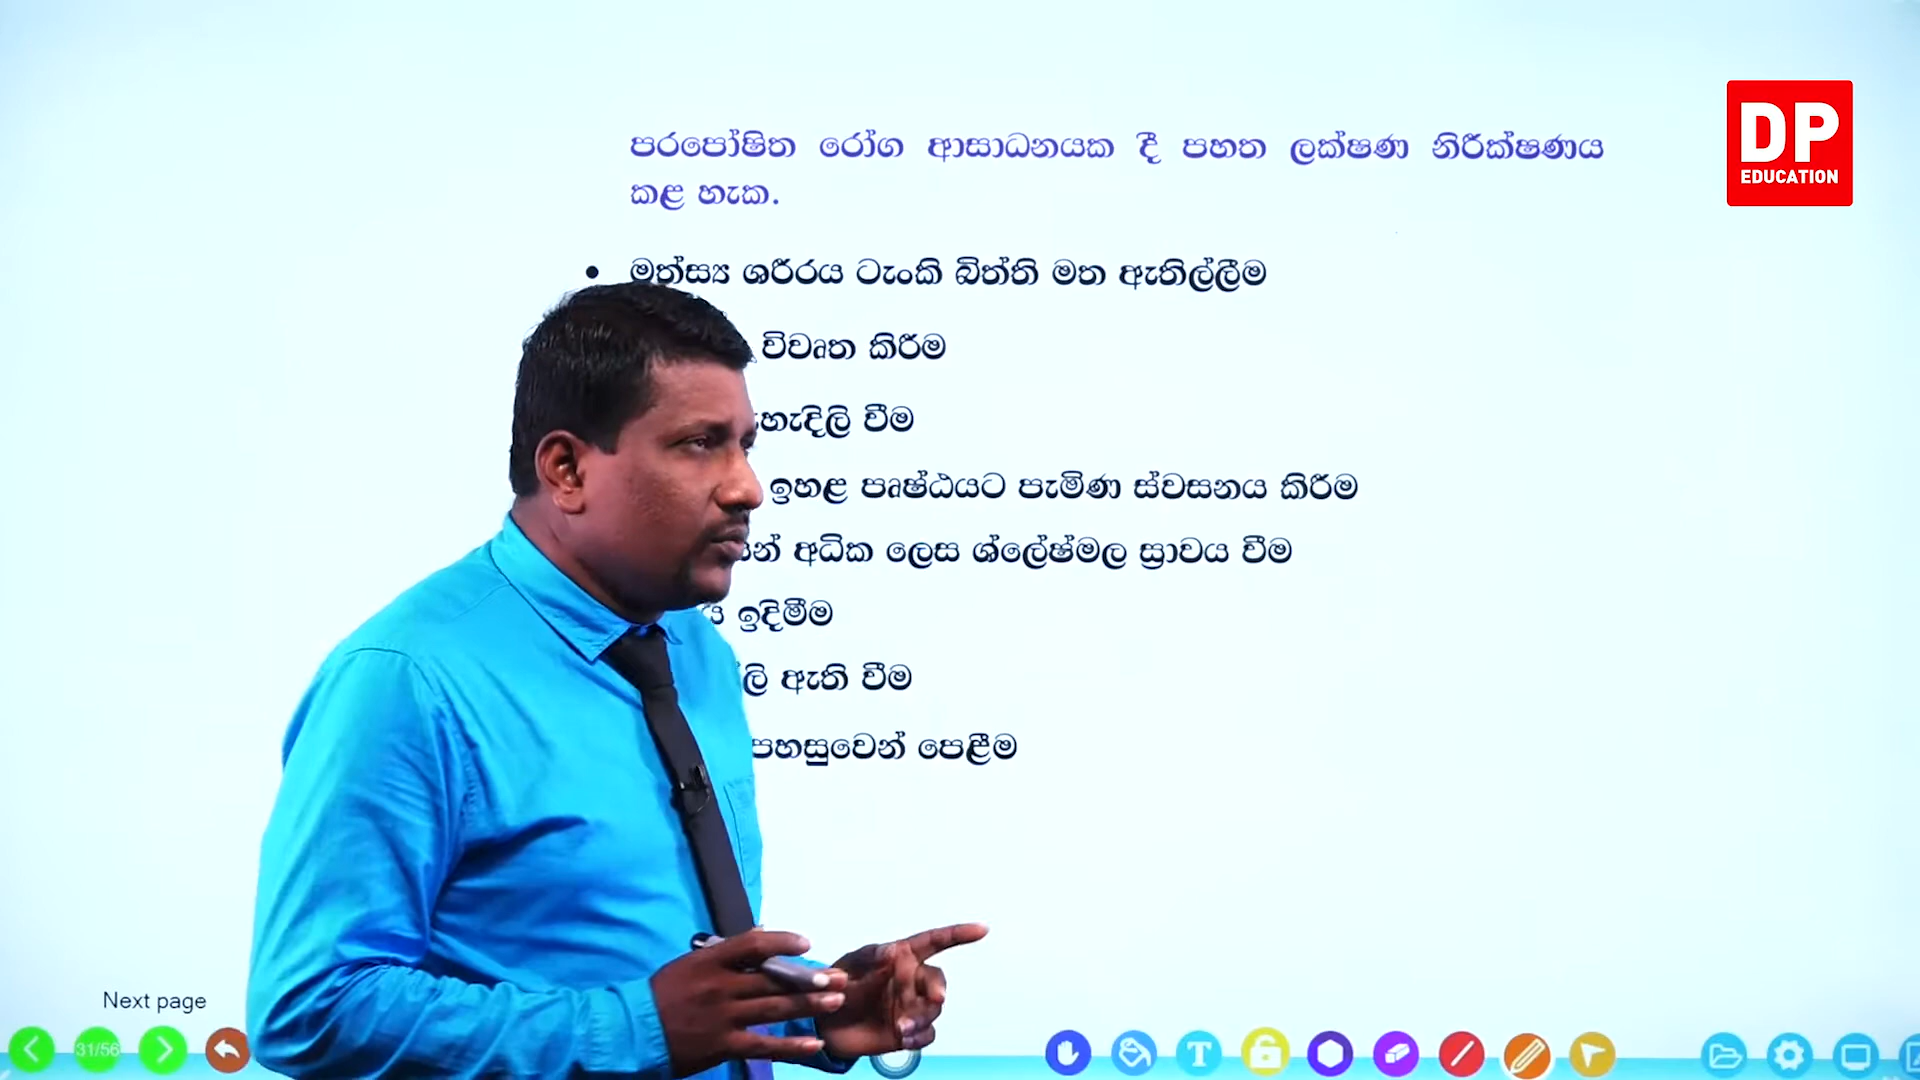 DP
EDUCATION
පරපෝෂිත රෝග ආසාධනයක දී පහත ලක්ෂණ නිරීක්ෂණය
කළ හැක.
• මත්ස්‍ය ශරීරය ටැංකි බිත්ති මත ඇතිල්ලීම
විවෘත කිරීම
වීම
ඉහළ පෘෂ්ඨයට පැමිණ ස්වසනය කිරීම
අධික ලෙස ශ්ලේෂ්මල ස්‍රාවය වීම
ඉදිමීම
ඇති වීම
පහසුවෙන් පෙළීම
Next page
31/56
T